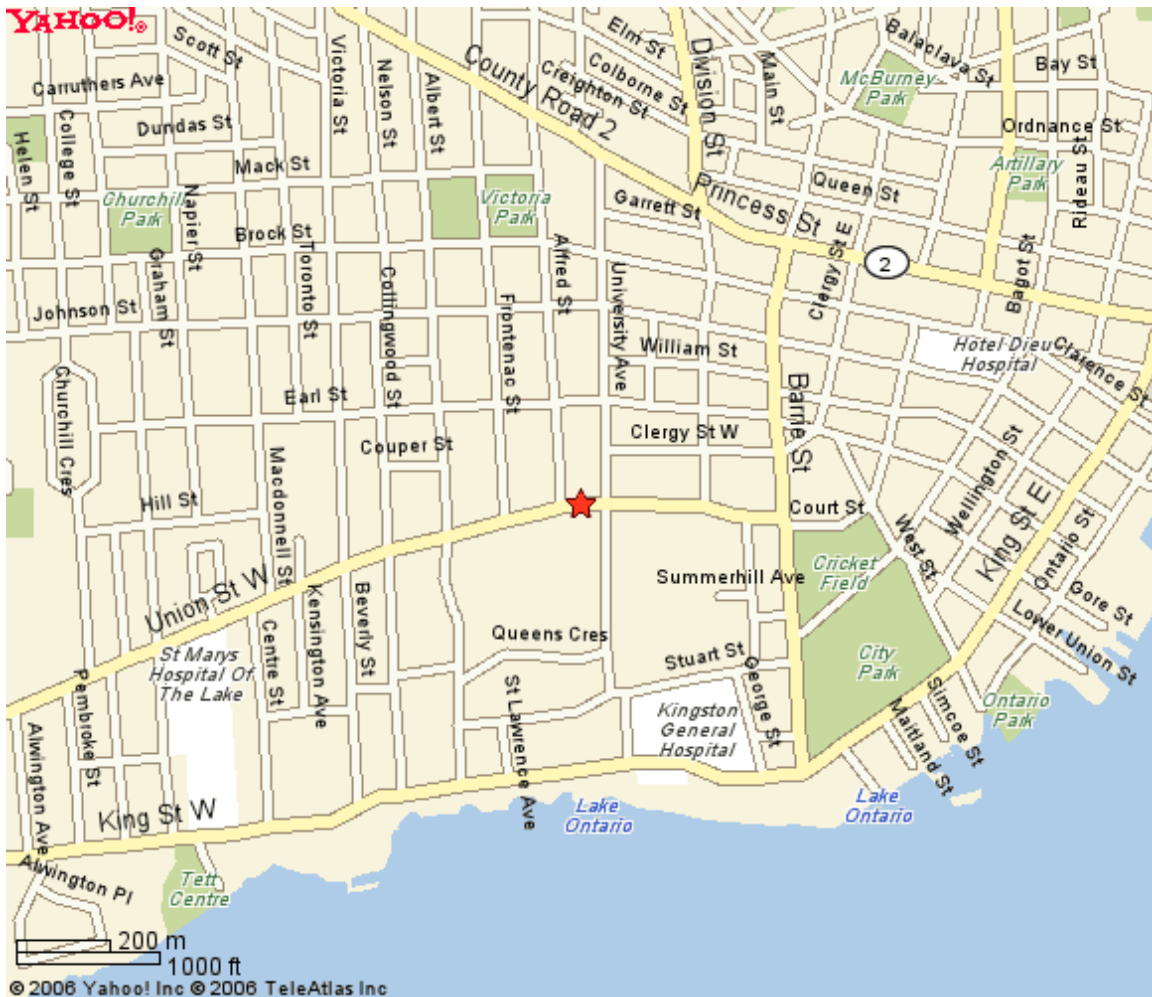 YAHOO!®
Scott St
Victoria St
Nelson St
Albert St
County Road 2
Elm St
Colborne St
Creighton St
Division St
Main St
Balaclava St
McBurney
Park
Bay St
Carruthers Ave
College St
Helen St
Dundas St
Mack St
Ordnance St
Rideau St
Artillary
Park
Churchill
Park
Napier St
Victoria
Park
Garrett St
Princess St
Queen St
Clergy St E
Brock St
Toronto St
Graham St
Collingwood St
Alfred St
University Ave
2
Bagot St
Johnson St
Frontenac St
William St
Hotel Dieu
Hospital
Clarence St
Churchill Cres
Earl St
Couper St
Clergy St W
Barrie St
Macdonnell St
Hill St
Court St
West St
Wellington St
King St E
Ontario St
Cricket
Field
Union St W
Kensington Ave
Beverly St
Summerhill Ave
Gore St
Lower Union St
Queens Cres
Stuart St
City
Park
St Marys
Hospital Of
The Lake
Centre St
Pembroke St
St Lawrence Ave
George St
Kingston
General
Hospital
Simcoe St
Maitland St
Ontario
Park
Alwington Ave
King St W
Lake
Ontario
Lake
Ontario
Alwington Pl
Tett
Centre
200 m
1000 ft
© 2006 Yahoo! Inc © 2006 TeleAtlas Inc